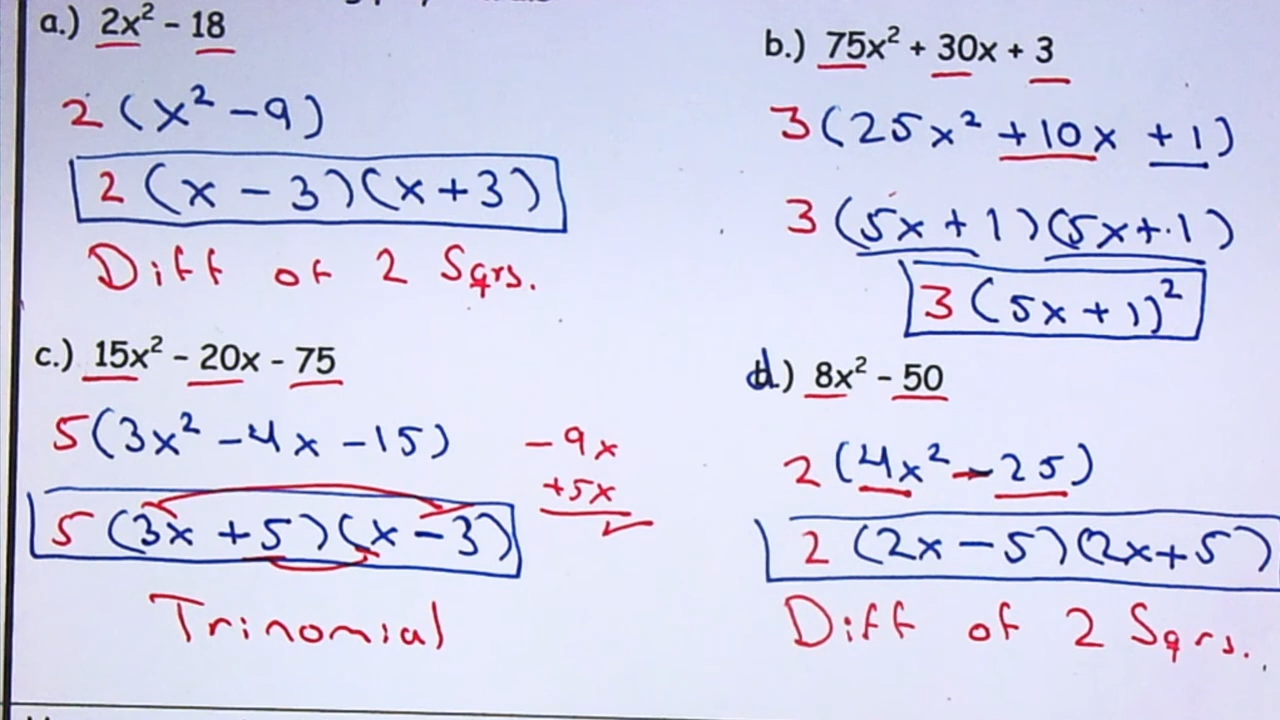 a.) 2x² - 18
2 (x² - 9)
2 (x - 3)(x + 3)
Diff of 2 Sqrs.
b.) 75x² + 30x + 3
3 (25x² + 10x + 1)
3 (5x + 1)(5x + 1)
3 (5x + 1)²
c.) 15x² - 20x - 75
5 (3x² - 4x - 15)
5 (3x + 5)(x - 3)
- 9x
+5x
Trinomial
d.) 8x² - 50
2 (4x² - 25)
2 (2x - 5)(2x + 5)
Diff of 2 Sqrs.